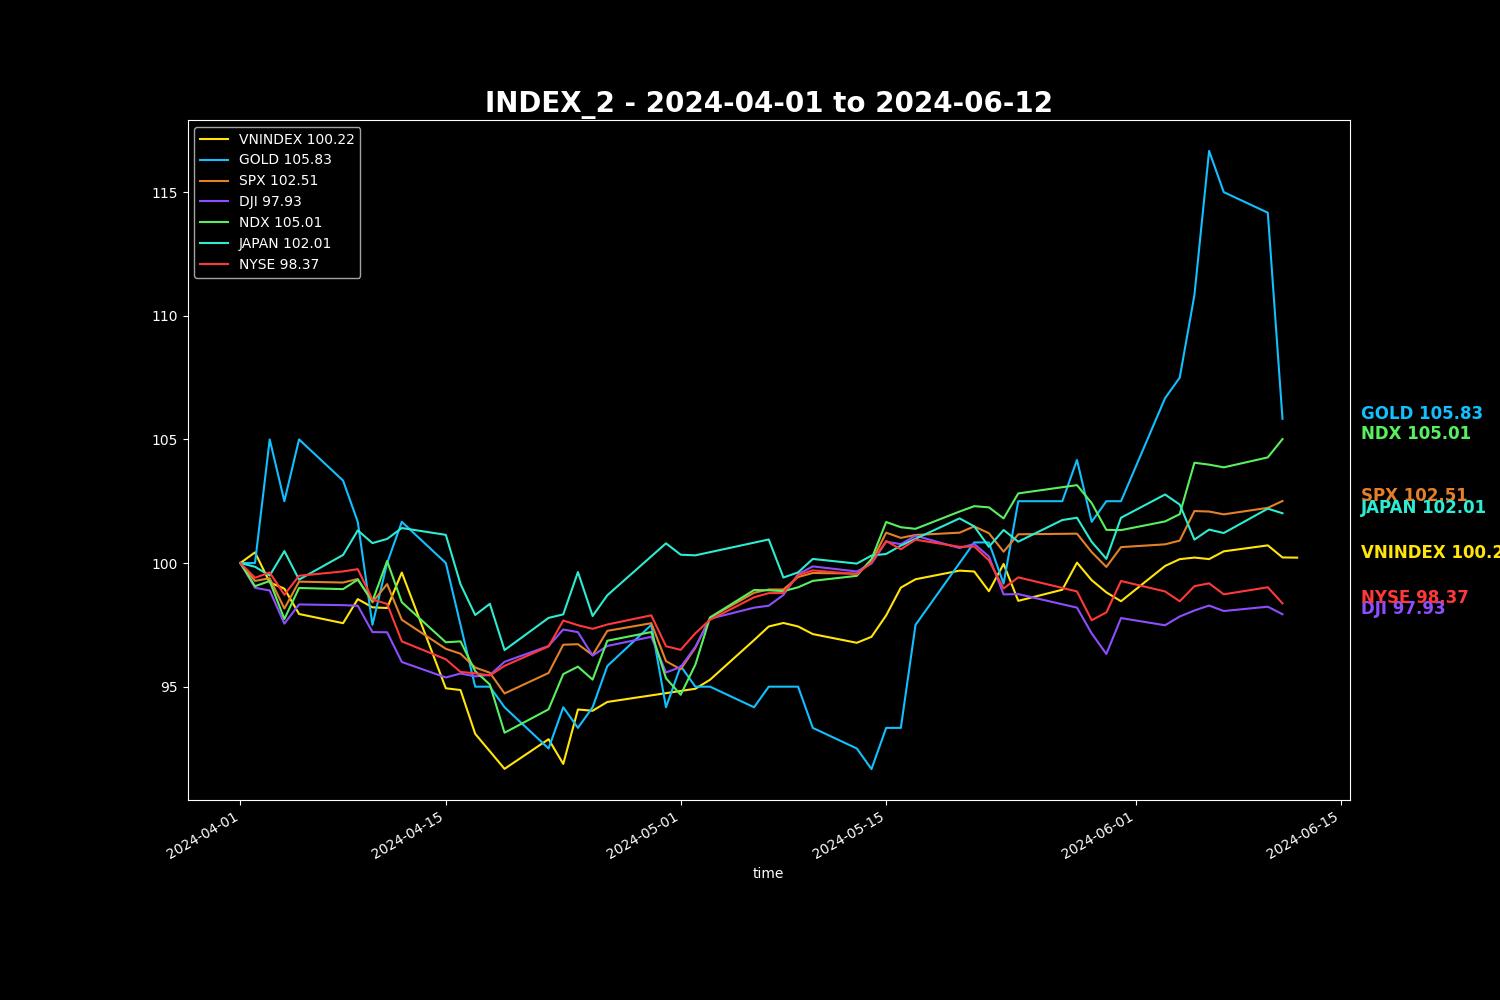 INDEX_2 - 2024-04-01 to 2024-06-12
VNINDEX 100.22
GOLD 105.83
SPX 102.51
DJI 97.93
NDX 105.01
JAPAN 102.01
NYSE 98.37
115
110
105
100
95
GOLD 105.83
NDX 105.01
SPX 102.51
JAPAN 102.01
VNINDEX 100.2
NYSE 98.37
DJI 97.93
2024-04-01
2024-04-15
2024-05-01
2024-05-15
2024-06-01
2024-06-15
time